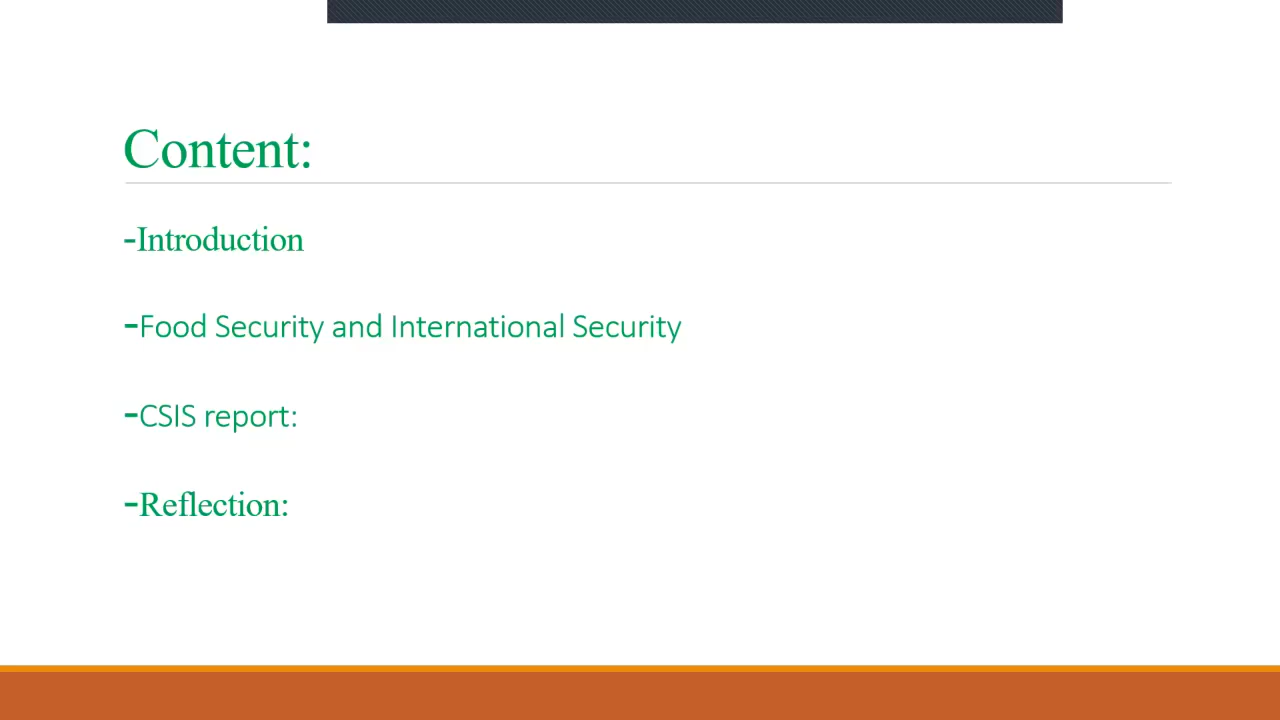 Content:
-Introduction
-Food Security and International Security
-CSIS report:
-Reflection: